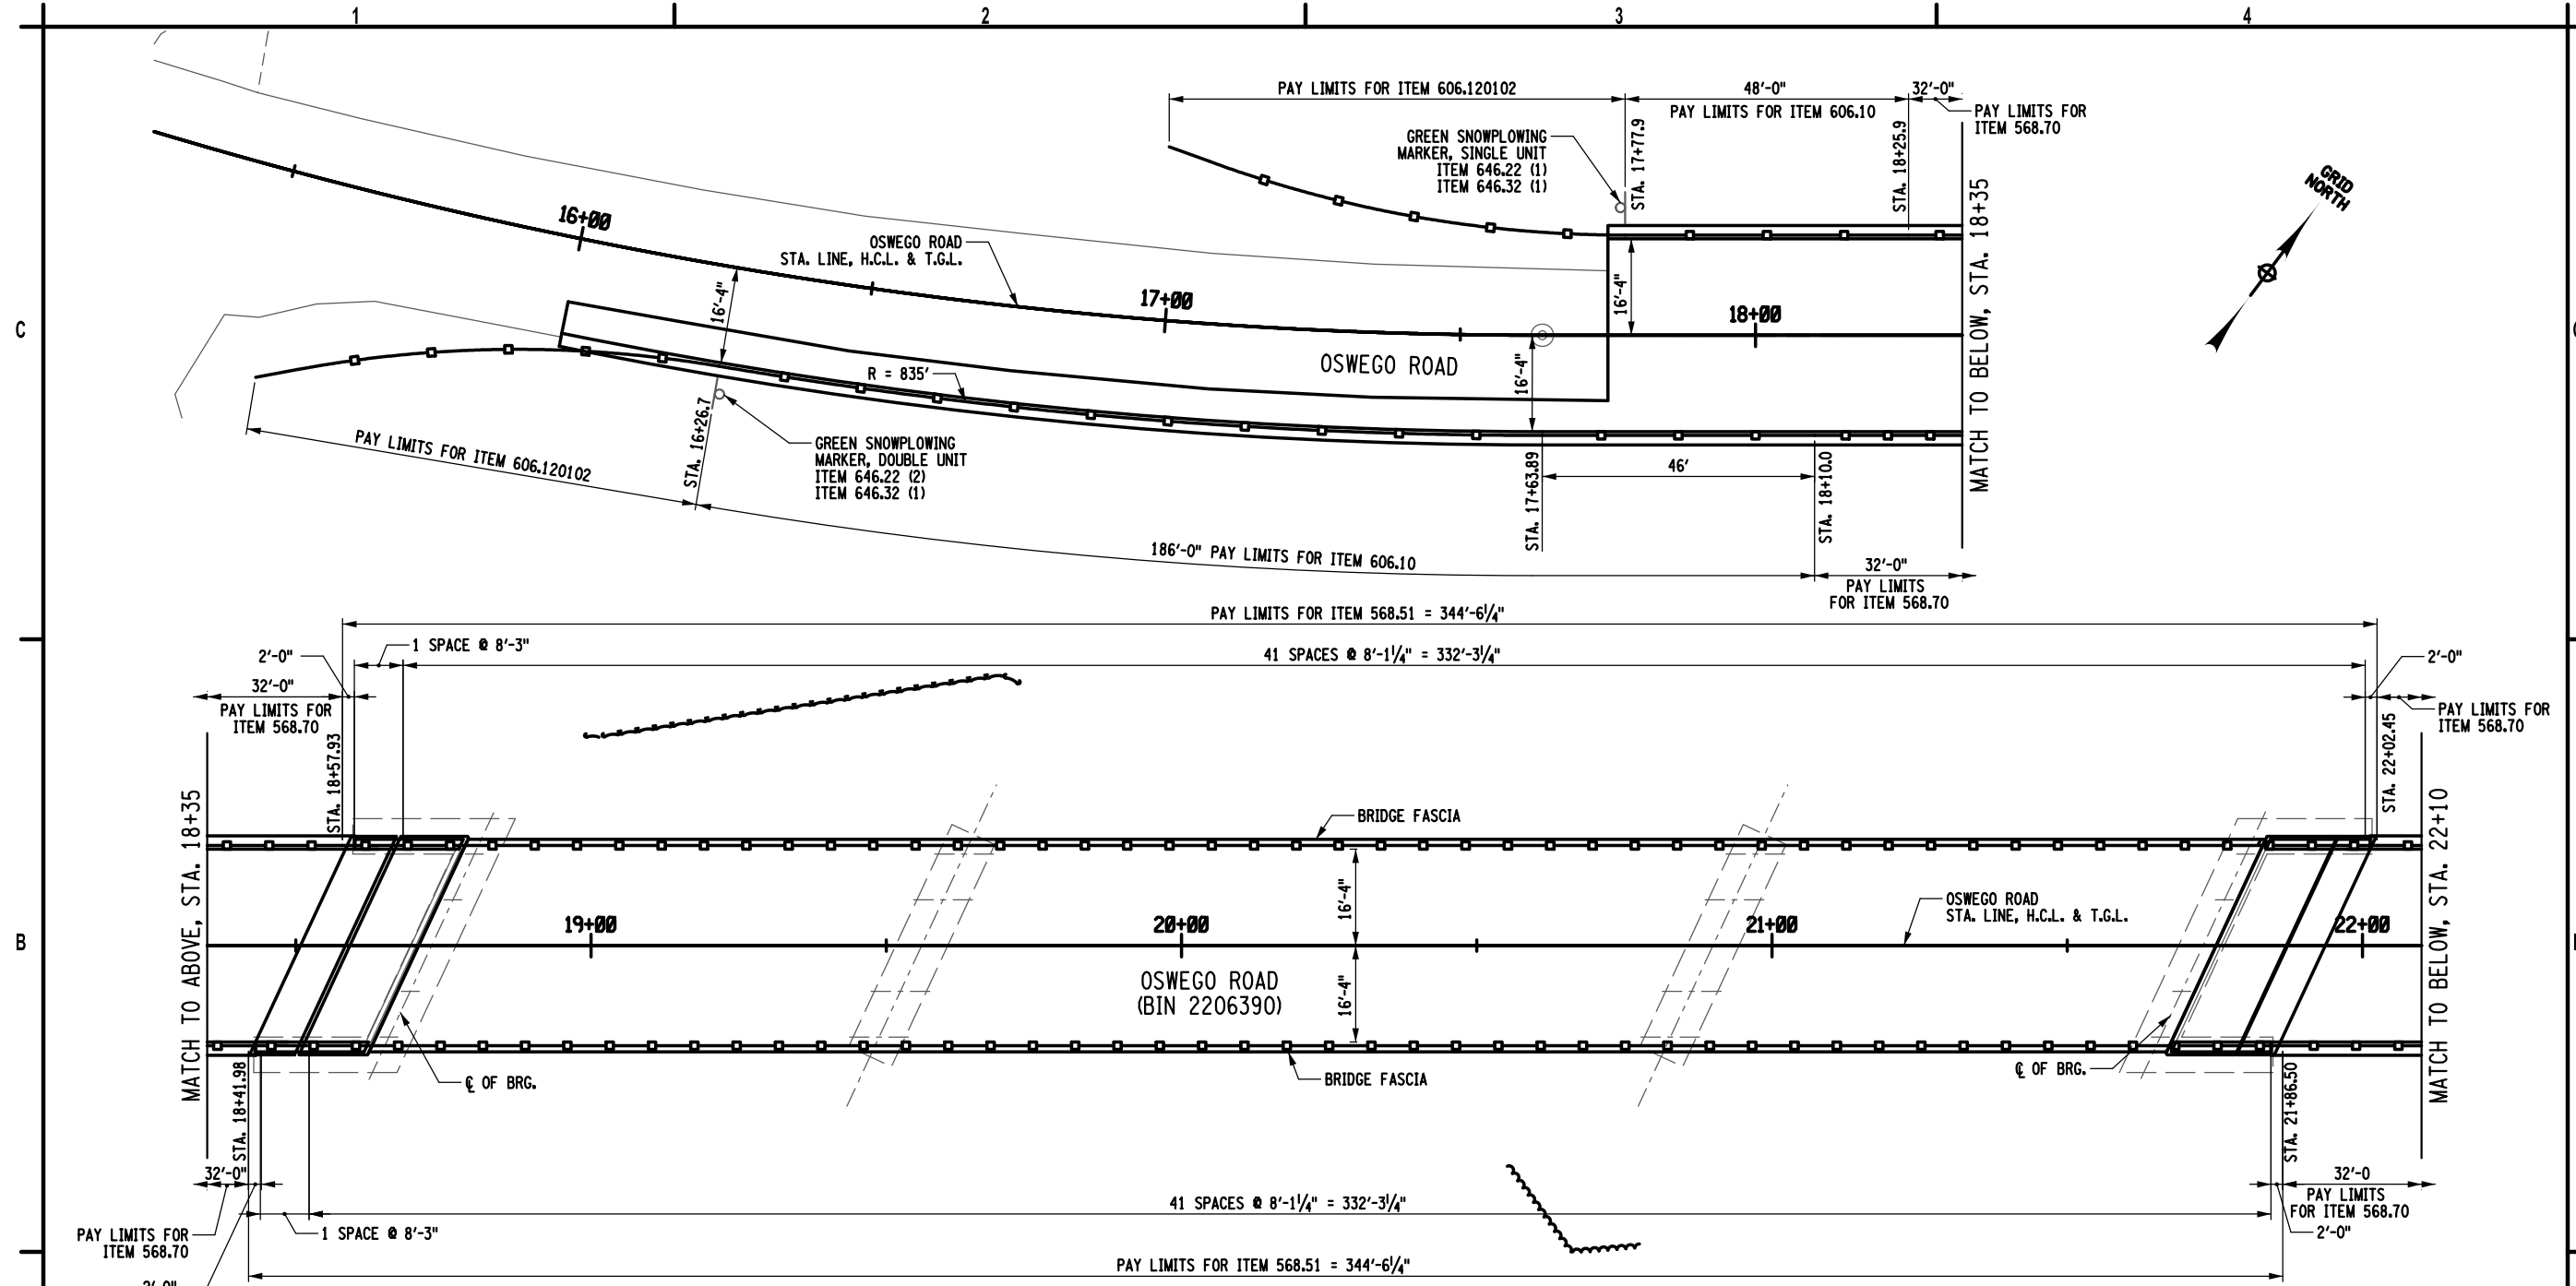 1
2
3
4
C
B
PAY LIMITS FOR ITEM 606.120102
48'-0"
32'-0"
PAY LIMITS FOR ITEM 606.10
PAY LIMITS FOR
ITEM 568.70
GREEN SNOWPLOWING
MARKER, SINGLE UNIT
ITEM 646.22 (1)
ITEM 646.32 (1)
STA. 17+77.9
STA. 18+25.9
MATCH TO BELOW, STA. 18+35
GRID
NORTH
16+00
OSWEGO ROAD
STA. LINE, H.C.L. & T.G.L.
16'-4"
17+00
16'-4"
18+00
OSWEGO ROAD
R = 835'
16'-4"
STA. 16+26.7
GREEN SNOWPLOWING
MARKER, DOUBLE UNIT
ITEM 646.22 (2)
ITEM 646.32 (1)
PAY LIMITS FOR ITEM 606.120102
STA. 17+63.89
46'
STA. 18+10.0
186'-0" PAY LIMITS FOR ITEM 606.10
32'-0"
PAY LIMITS
FOR ITEM 568.70
PAY LIMITS FOR ITEM 568.51 = 344'-6¼"
1 SPACE @ 8'-3"
2'-0"
41 SPACES @ 8'-1¼" = 332'-3¼"
2'-0"
32'-0"
PAY LIMITS FOR
ITEM 568.70
STA. 18+57.93
PAY LIMITS FOR
ITEM 568.70
STA. 22+02.45
MATCH TO ABOVE, STA. 18+35
BRIDGE FASCIA
16'-4"
OSWEGO ROAD
STA. LINE, H.C.L. & T.G.L.
19+00
20+00
21+00
22+00
MATCH TO BELOW, STA. 22+10
OSWEGO ROAD
(BIN 2206390)
16'-4"
℄ OF BRG.
BRIDGE FASCIA
℄ OF BRG.
STA. 18+41.98
STA. 21+86.50
32'-0"
32'-0
PAY LIMITS
FOR ITEM 568.70
41 SPACES @ 8'-1¼" = 332'-3¼"
PAY LIMITS FOR
ITEM 568.70
1 SPACE @ 8'-3"
2'-0"
PAY LIMITS FOR ITEM 568.51 = 344'-6¼"
2'-0"